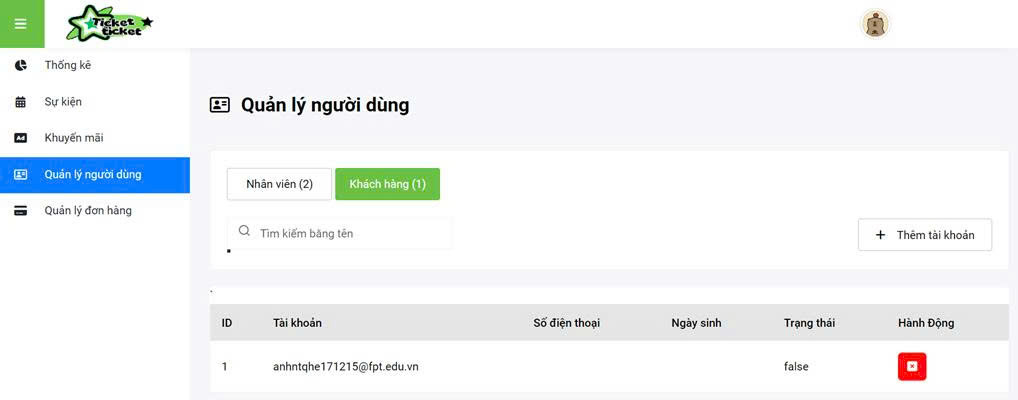 Ticket
ticket
Thống kê
Sự kiện
Ad
Khuyến mãi
Quản lý người dùng
Quản lý đơn hàng
Quản lý người dùng
Nhân viên (2)
Khách hàng (1)
Tìm kiếm bằng tên
+ Thêm tài khoản
ID Tài khoản Số điện thoại Ngày sinh Trạng thái Hành Động
1 anhntqhe171215@fpt.edu.vn false